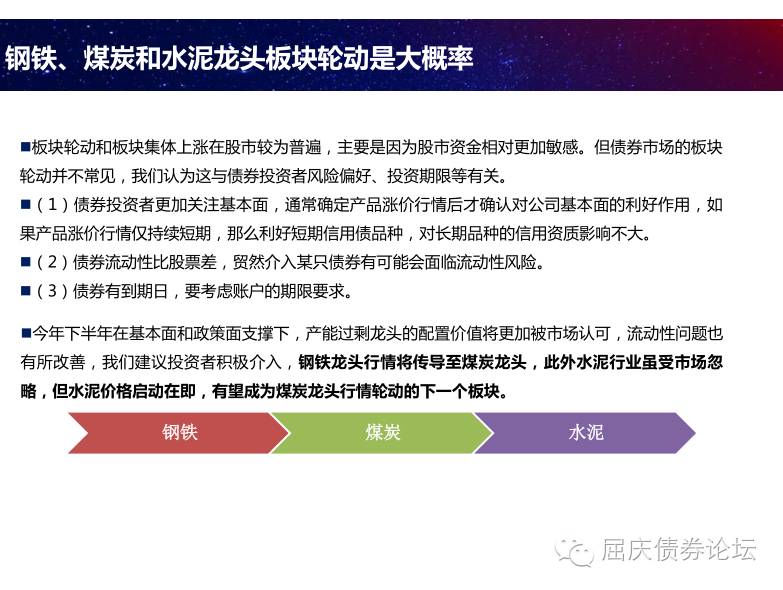 钢铁、煤炭和水泥龙头板块轮动是大概率
■板块轮动和板块集体上涨在股市较为普遍，主要是因为股市资金相对更加敏感。但债券市场的板块
轮动并不常见，我们认为这与债券投资者风险偏好、投资期限等有关。
■（1）债券投资者更加关注基本面，通常确定产品涨价行情后才确认对公司基本面的利好作用，如
果产品涨价行情仅持续短期，那么利好短期信用债品种，对长期品种的信用资质影响不大。
■（2）债券流动性比股票差，贸然介入某只债券有可能会面临流动性风险。
■（3）债券有到期日，要考虑账户的期限要求。
■今年下半年在基本面和政策面支撑下，产能过剩龙头的配置价值将更加被市场认可，流动性问题也
有所改善，我们建议投资者积极介入，钢铁龙头行情将传导至煤炭龙头，此外水泥行业虽受市场忽
略，但水泥价格启动在即，有望成为煤炭龙头行情轮动的下一个板块。
钢铁
煤炭
水泥
屈庆债券论坛